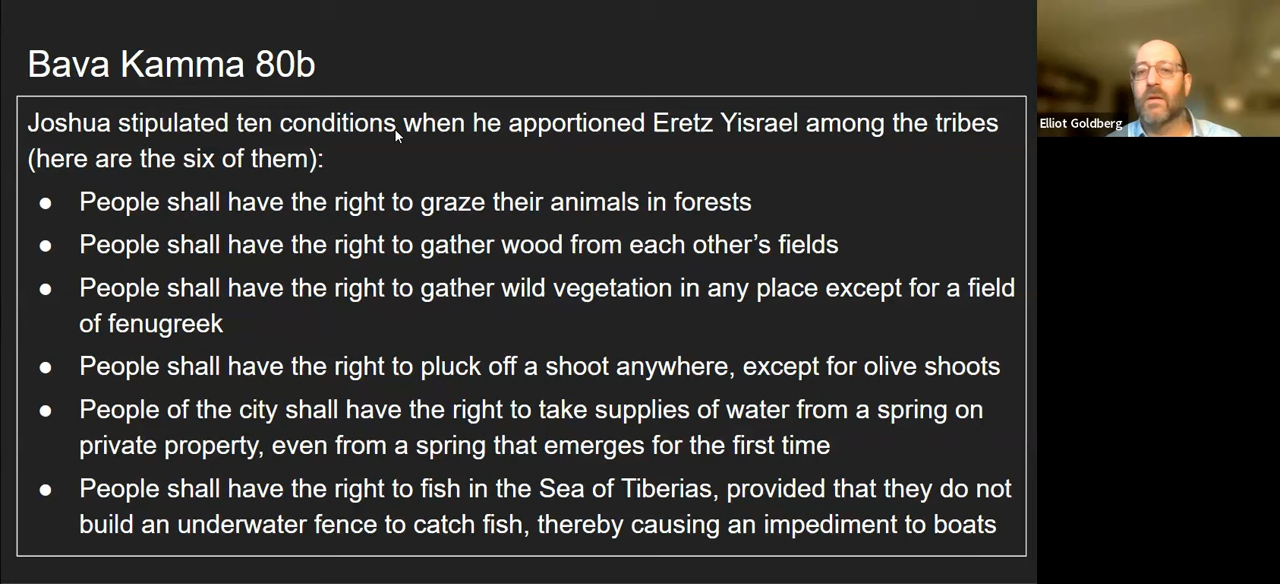 Bava Kamma 80b
Joshua stipulated ten conditions when he apportioned Eretz Yisrael among the tribes
(here are the six of them):
● People shall have the right to graze their animals in forests
● People shall have the right to gather wood from each other's fields
● People shall have the right to gather wild vegetation in any place except for a field
of fenugreek
● People shall have the right to pluck off a shoot anywhere, except for olive shoots
● People of the city shall have the right to take supplies of water from a spring on
private property, even from a spring that emerges for the first time
● People shall have the right to fish in the Sea of Tiberias, provided that they do not
build an underwater fence to catch fish, thereby causing an impediment to boats
Elliot Goldberg